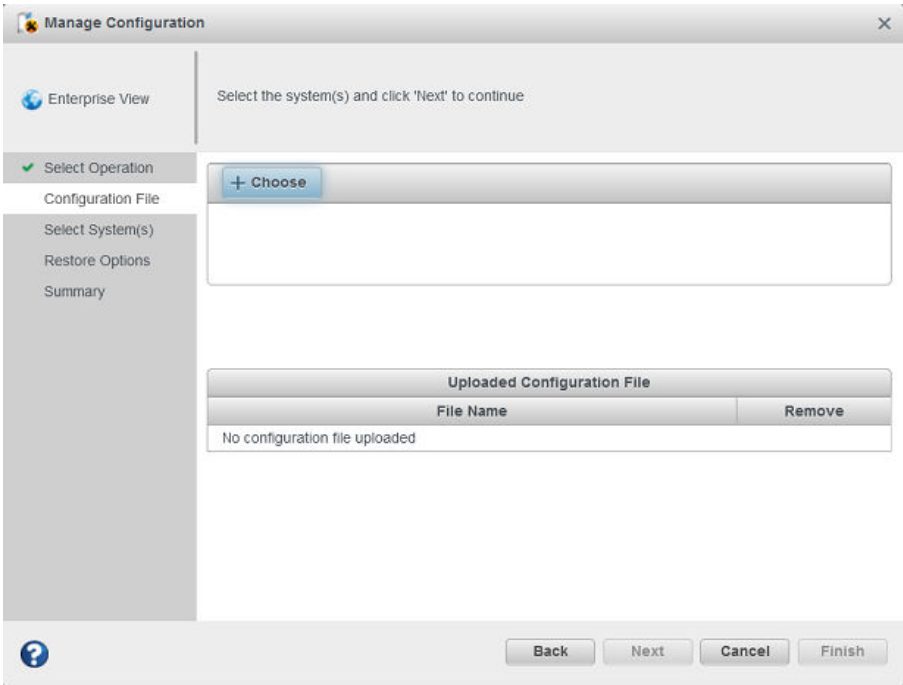 Manage Configuration
Enterprise View
Select the system(s) and click 'Next' to continue
Select Operation
Configuration File
Select System(s)
Restore Options
Summary
+ Choose
Uploaded Configuration File
File Name Remove
No configuration file uploaded
? Back Next Cancel Finish